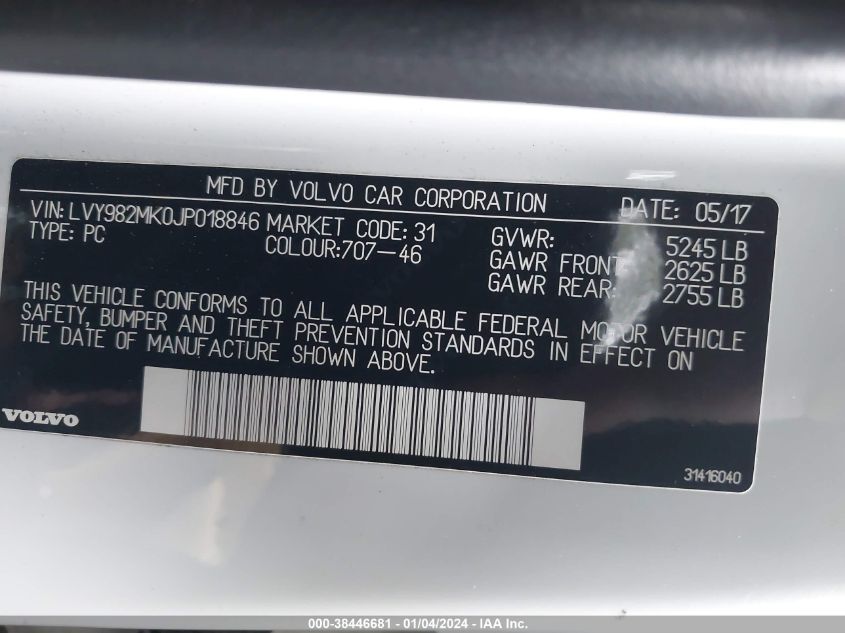 MFD BY VOLVO CAR CORPORATION DATE: 05/17
VIN: LVY982MK0JP018846 MARKET CODE: 31 GVWR: 5245 LB
TYPE: PC COLOUR:707-46 GAWR FRONT: 2625 LB
GAWR REAR: 2755 LB
THIS VEHICLE CONFORMS TO ALL APPLICABLE FEDERAL MOTOR VEHICLE
SAFETY, BUMPER AND THEFT PREVENTION STANDARDS IN EFFECT ON
THE DATE OF MANUFACTURE SHOWN ABOVE.
VOLVO
31416040
000-38446681 - 01/04/2024 - IAA Inc.